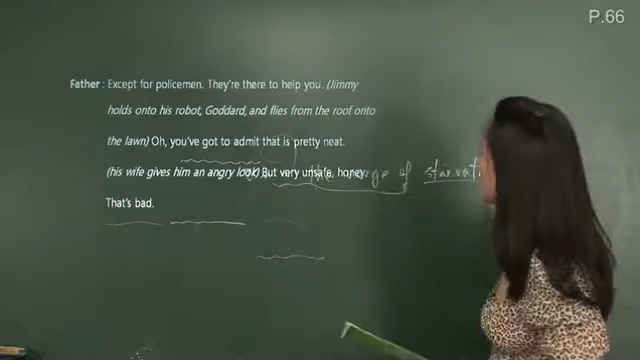 P.66
Father : Except for policemen. They're there to help you. (Jimmy
holds onto his robot, Goddard, and flies from the roof onto
the lawn) Oh, you've got to admit that is pretty neat.
(his wife gives him an angry look) But very unsafe, honey.
the of
That's bad.